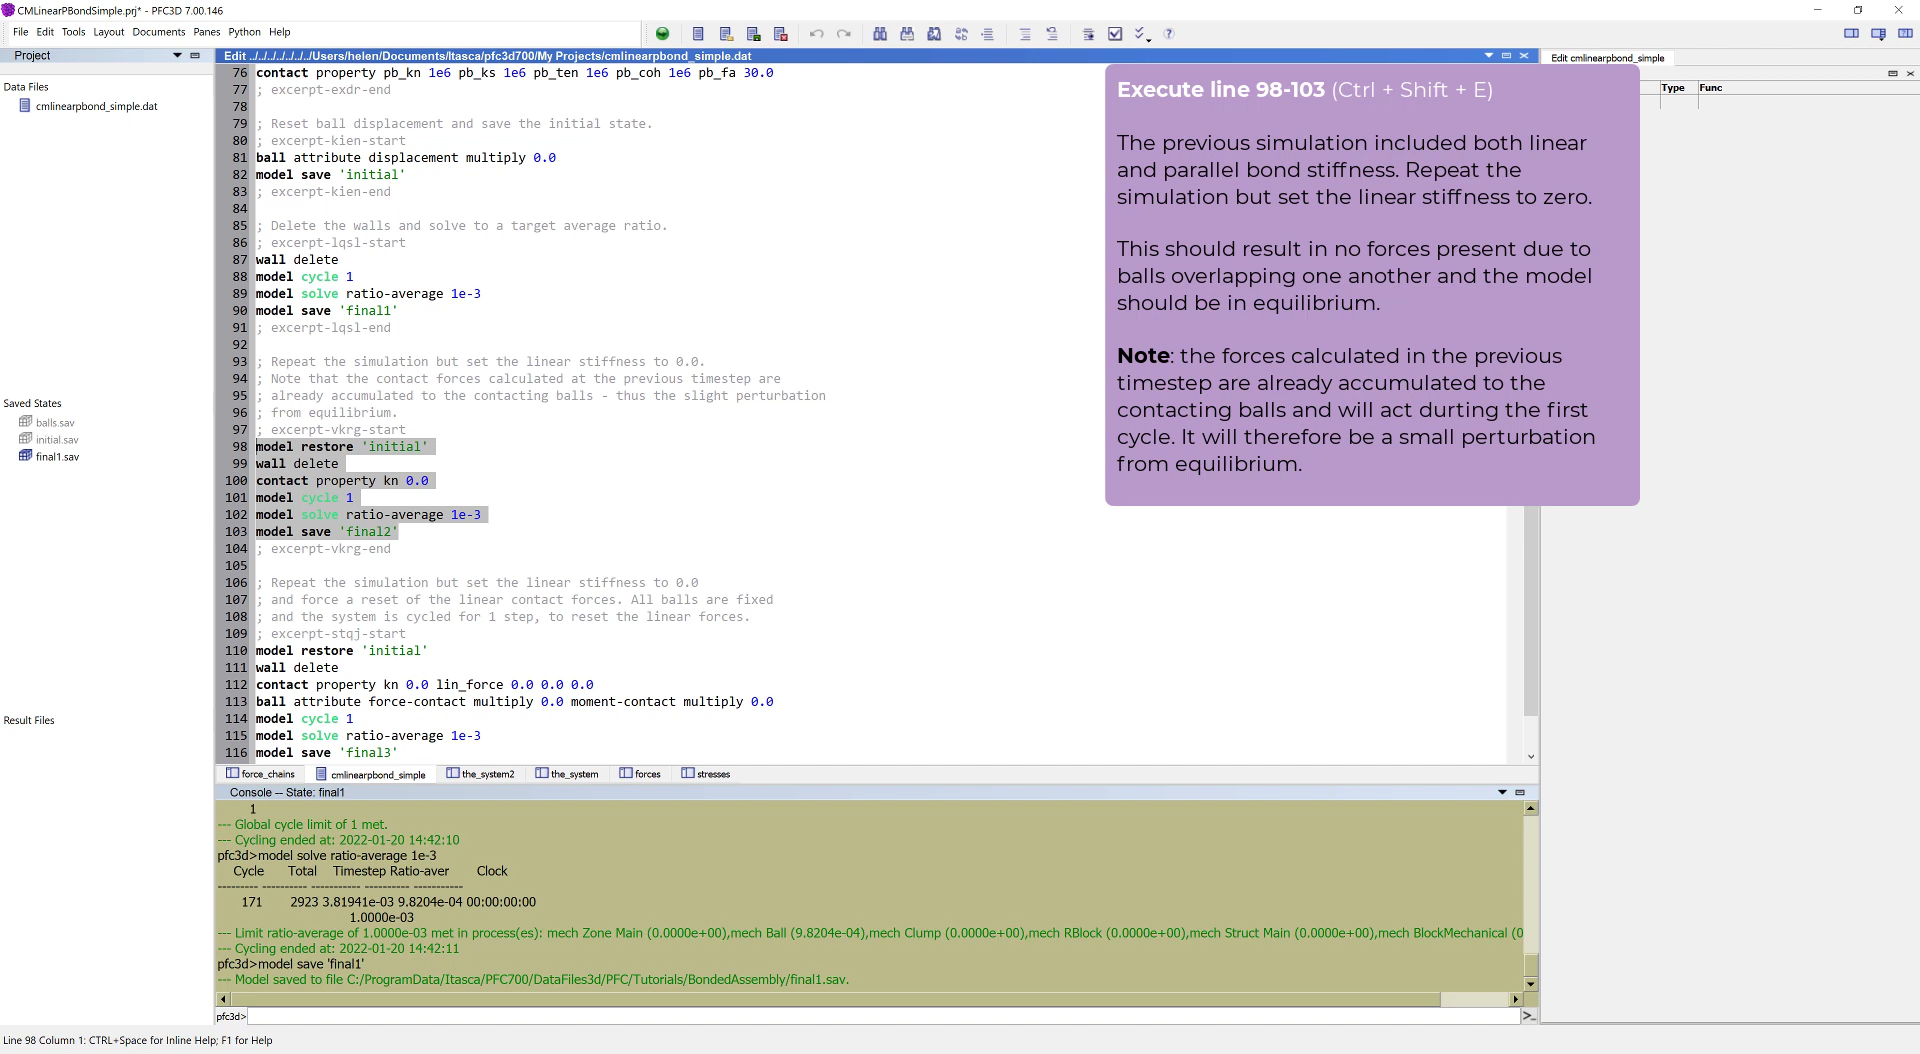 CMLinearPBondSimple.prj* - PFC3D 7.00.146
File Edit Tools Layout Documents Panes Python Help
Project
Data Files
cmlinearpbond_simple.dat
Saved States
balls.sav
initial.sav
final1.sav
Result Files
Edit ../../../../../../Users/helen/Documents/Itasca/pfc3d700/My Projects/cmlinearpbond_simple.dat
76 contact property pb_kn 1e6 pb_ks 1e6 pb_ten 1e6 pb_coh 1e6 pb_fa 30.0
77 ; excerpt-exdr-end
78
79 ; Reset ball displacement and save the initial state.
80 ; excerpt-kien-start
81 ball attribute displacement multiply 0.0
82 model save 'initial'
83 ; excerpt-kien-end
84
85 ; Delete the walls and solve to a target average ratio.
86 ; excerpt-lqsl-start
87 wall delete
88 model cycle 1
89 model solve ratio-average 1e-3
90 model save 'final1'
91 ; excerpt-lqsl-end
92
93 ; Repeat the simulation but set the linear stiffness to 0.0.
94 ; Note that the contact forces calculated at the previous timestep are
95 ; already accumulated to the contacting balls - thus the slight perturbation
96 ; from equilibrium.
97 ; excerpt-vkrg-start
98 model restore 'initial'
99 wall delete
100 contact property kn 0.0
101 model cycle 1
102 model solve ratio-average 1e-3
103 model save 'final2'
104 ; excerpt-vkrg-end
105
106 ; Repeat the simulation but set the linear stiffness to 0.0
107 ; and force a reset of the linear contact forces. All balls are fixed
108 ; and the system is cycled for 1 step, to reset the linear forces.
109 ; excerpt-stqj-start
110 model restore 'initial'
111 wall delete
112 contact property kn 0.0 lin_force 0.0 0.0 0.0
113 ball attribute force-contact multiply 0.0 moment-contact multiply 0.0
114 model cycle 1
115 model solve ratio-average 1e-3
116 model save 'final3'
Execute line 98-103 (Ctrl + Shift + E)
The previous simulation included both linear
and parallel bond stiffness. Repeat the
simulation but set the linear stiffness to zero.
This should result in no forces present due to
balls overlapping one another and the model
should be in equilibrium.
Note: the forces calculated in the previous
timestep are already accumulated to the
contacting balls and will act durting the first
cycle. It will therefore be a small perturbation
from equilibrium.
Edit cmlinearpbond_simple
Type Func
force_chains cmlinearpbond_simple the_system2 the_system forces stresses
Console -- State: final1
1
--- Global cycle limit of 1 met.
--- Cycling ended at: 2022-01-20 14:42:10
pfc3d>model solve ratio-average 1e-3
Cycle Total Timestep Ratio-aver Clock
--------- ---------- ----------- ---------- -----------
171 2923 3.81941e-03 9.8204e-04 00:00:00:00
1.0000e-03
--- Limit ratio-average of 1.0000e-03 met in process(es): mech Zone Main (0.0000e+00),mech Ball (9.8204e-04),mech Clump (0.0000e+00),mech RBlock (0.0000e+00),mech Struct Main (0.0000e+00),mech BlockMechanical (0
--- Cycling ended at: 2022-01-20 14:42:11
pfc3d>model save 'final1'
--- Model saved to file C:/ProgramData/Itasca/PFC700/DataFiles3d/PFC/Tutorials/BondedAssembly/final1.sav.
pfc3d>
Line 98 Column 1: CTRL+Space for Inline Help; F1 for Help